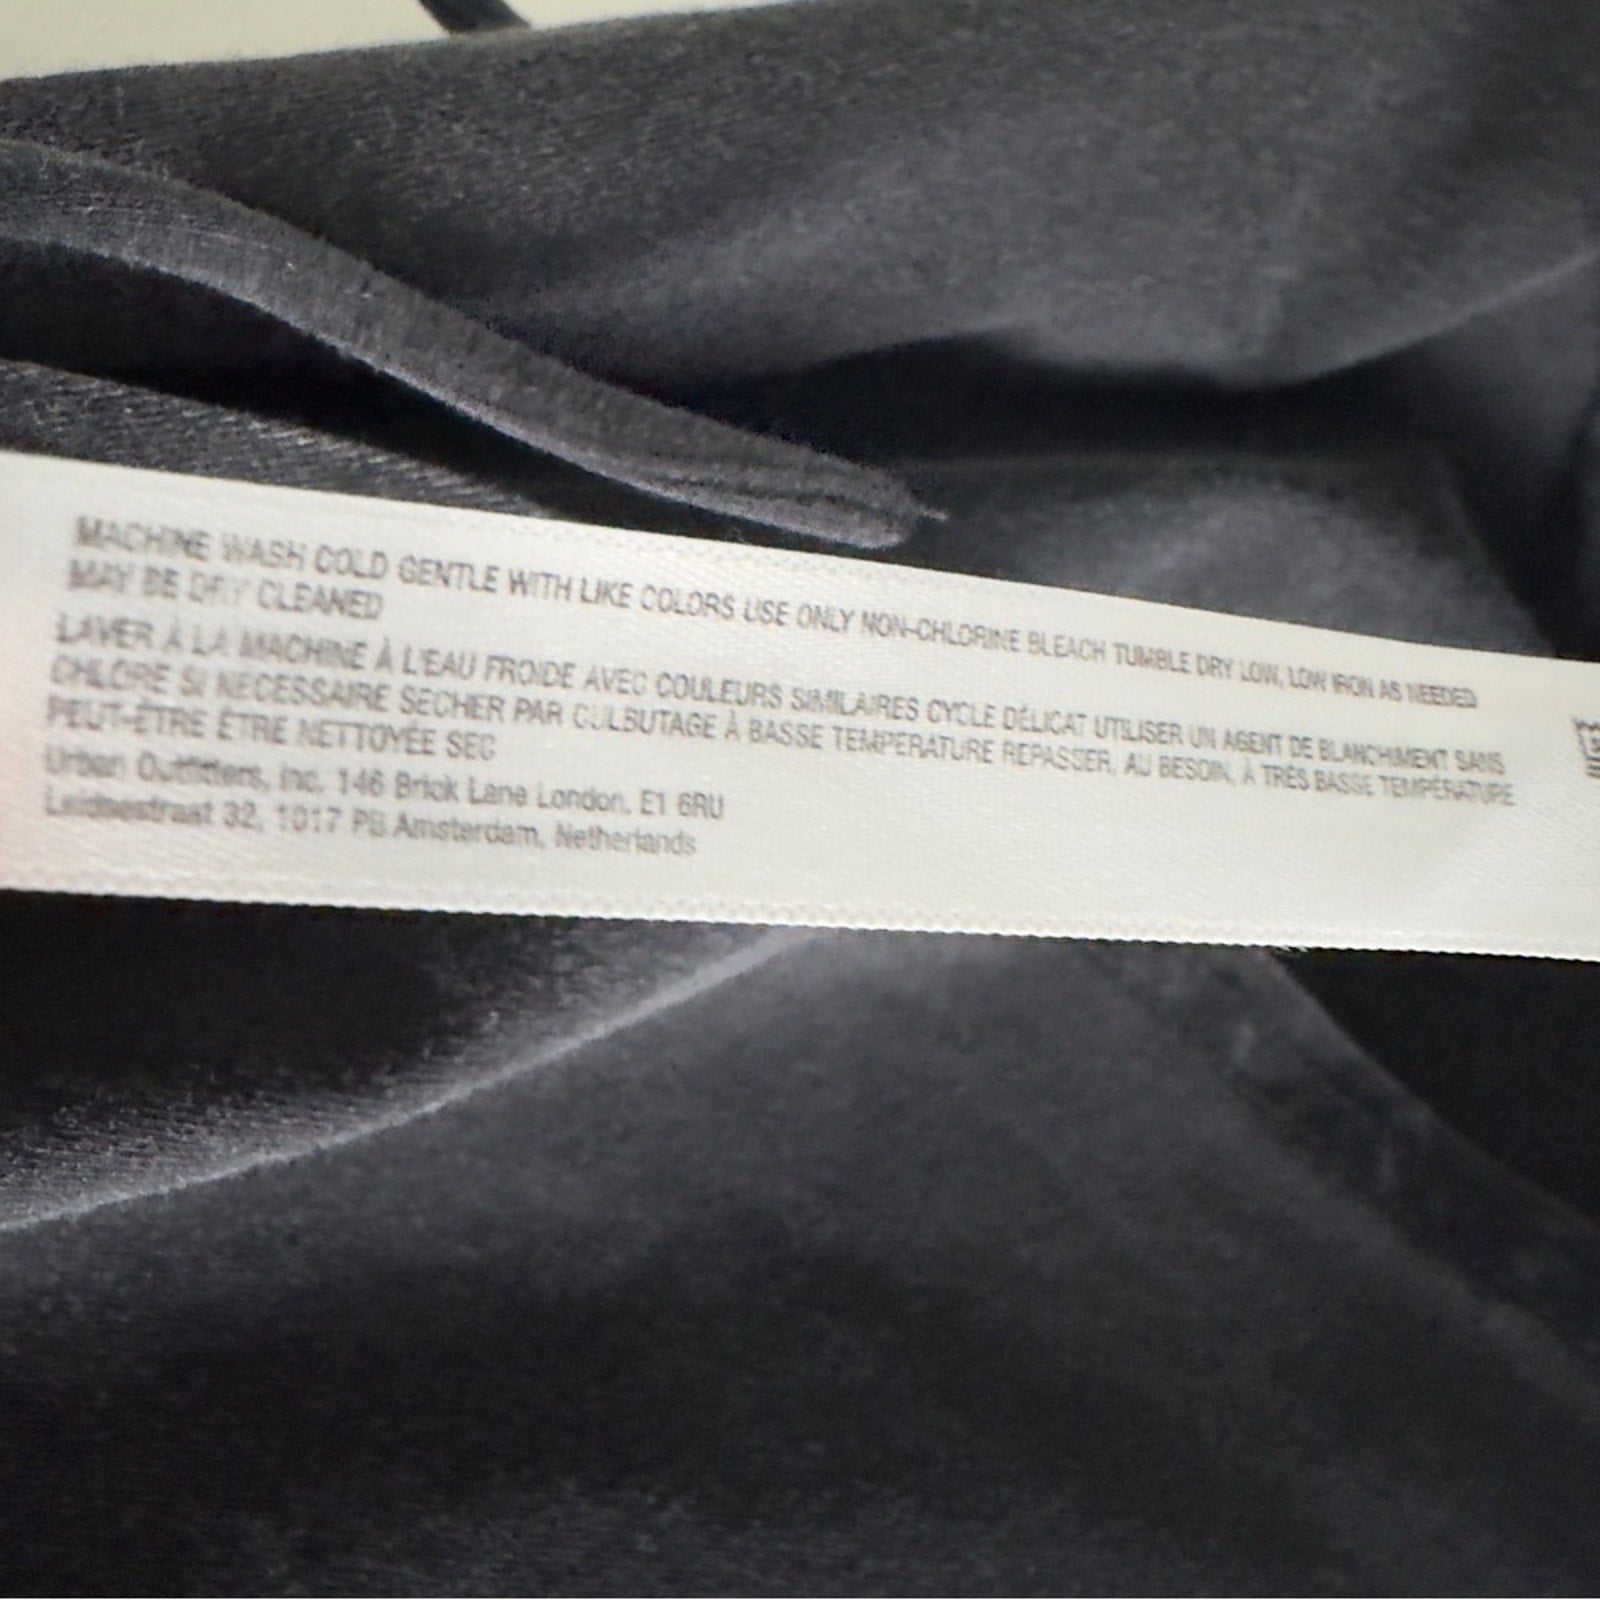 MACHINE WASH COLD GENTLE WITH LIKE COLORS USE ONLY NON-CHLORINE BLEACH TUMBLE DRY LOW, LOW IRON AS NEEDED
MAY BE DRY CLEANED
LAVER À LA MACHINE À L'EAU FROIDE AVEC COULEURS SIMILAIRES CYCLE DÉLICAT UTILISER UN AGENT DE BLANCHIMENT SANS
CHLORE SI NECESSAIRE SECHER PAR CULBUTAGE À BASSE TEMPERATURE REPASSER, AU BESOIN, À TRÉS BASSE TEMPÉRATURE
PEUT-ÊTRE ÊTRE NETTOYÉE SEC
Urban Outfitters, Inc. 146 Brick Lane London, E1 6RU
Leidsestraat 32, 1017 PB Amsterdam, Netherlands